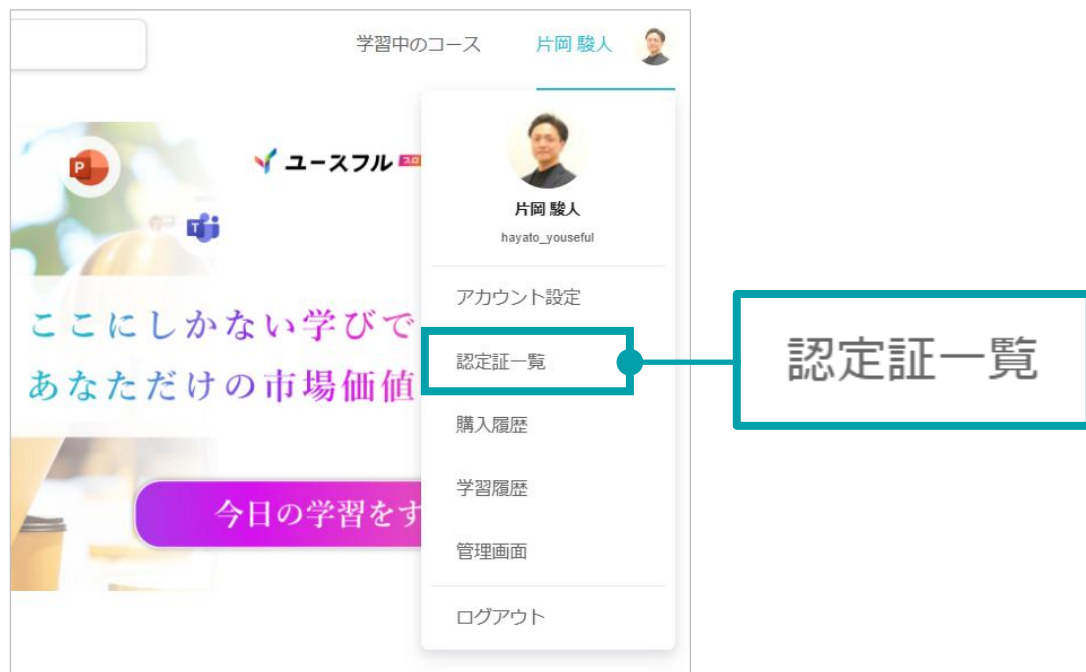 学習中のコース
片岡 駿人
P
ユースフル
T
片岡 駿人
hayato_youseful
アカウント設定
ここにしかない学びで
認定証一覧
認定証一覧
あなただけの市場価値
購入履歴
学習履歴
今日の学習をす
管理画面
ログアウト